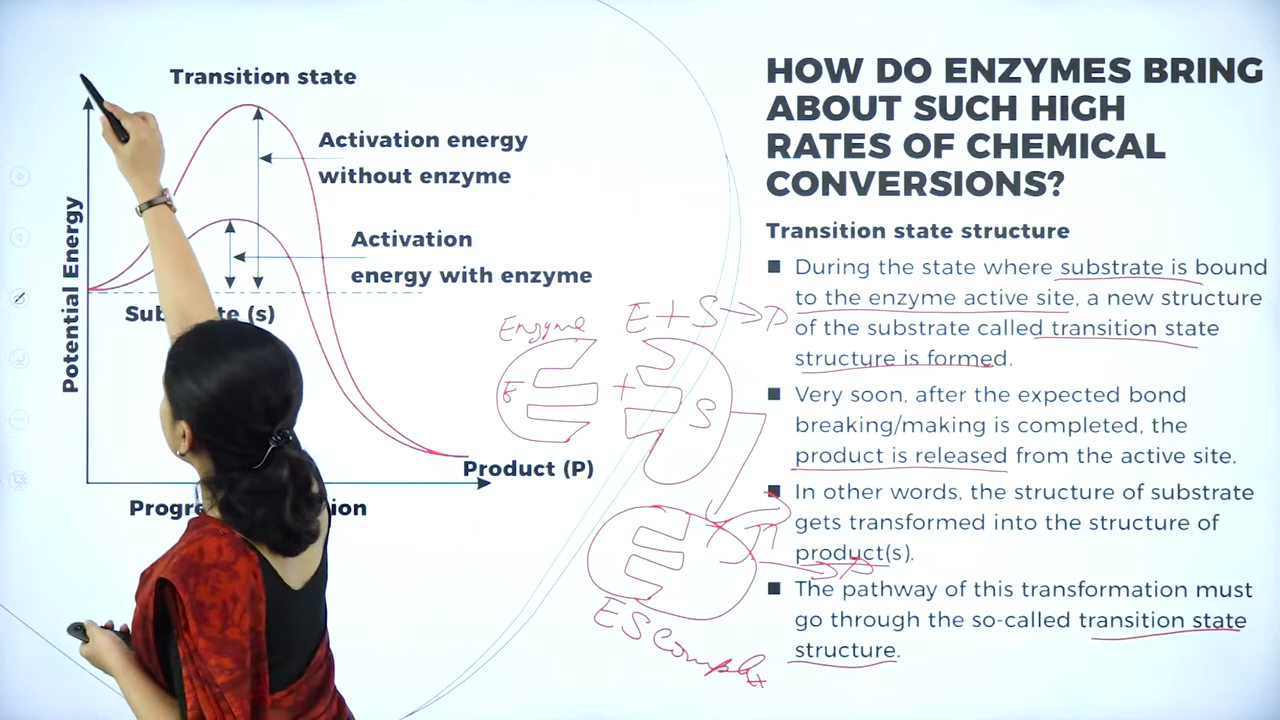 Transition state
Activation energy
without enzyme
Activation
energy with enzyme
Potential Energy
(s)
Product (P)
HOW DO ENZYMES BRING
ABOUT SUCH HIGH
RATES OF CHEMICAL
CONVERSIONS?
Transition state structure
■ During the state where substrate is bound
to the enzyme active site, a new structure
of the substrate called transition state
structure is formed.
■ Very soon, after the expected bond
breaking/making is completed, the
product is released from the active site.
■ In other words, the structure of substrate
gets transformed into the structure of
product(s).
■ The pathway of this transformation must
go through the so-called transition state
structure.
Enzyme
E + S → P
E
+
S
P
ES Complex